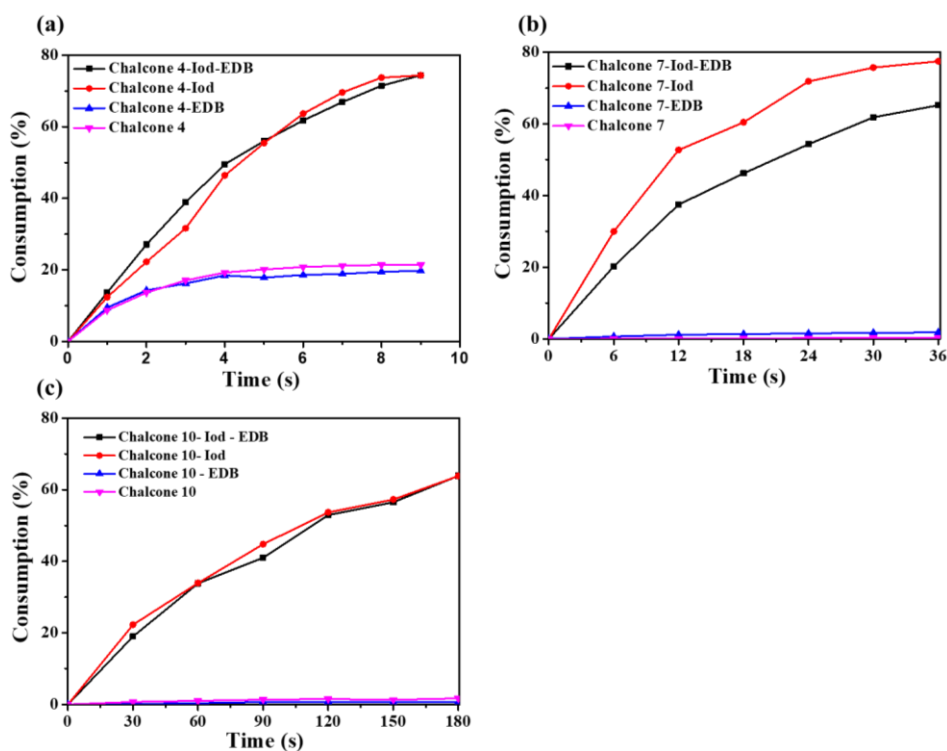 (a)
80
60
40
20
0
Consumption (%)
Chalcone 4-Iod-EDB
Chalcone 4-Iod
Chalcone 4-EDB
Chalcone 4
0 2 4 6 8 10
Time (s)
(b)
80
60
40
20
0
Consumption (%)
Chalcone 7-Iod-EDB
Chalcone 7-Iod
Chalcone 7-EDB
Chalcone 7
0 6 12 18 24 30 36
Time (s)
(c)
80
60
40
20
0
Consumption (%)
Chalcone 10- Iod - EDB
Chalcone 10- Iod
Chalcone 10 - EDB
Chalcone 10
0 30 60 90 120 150 180
Time (s)